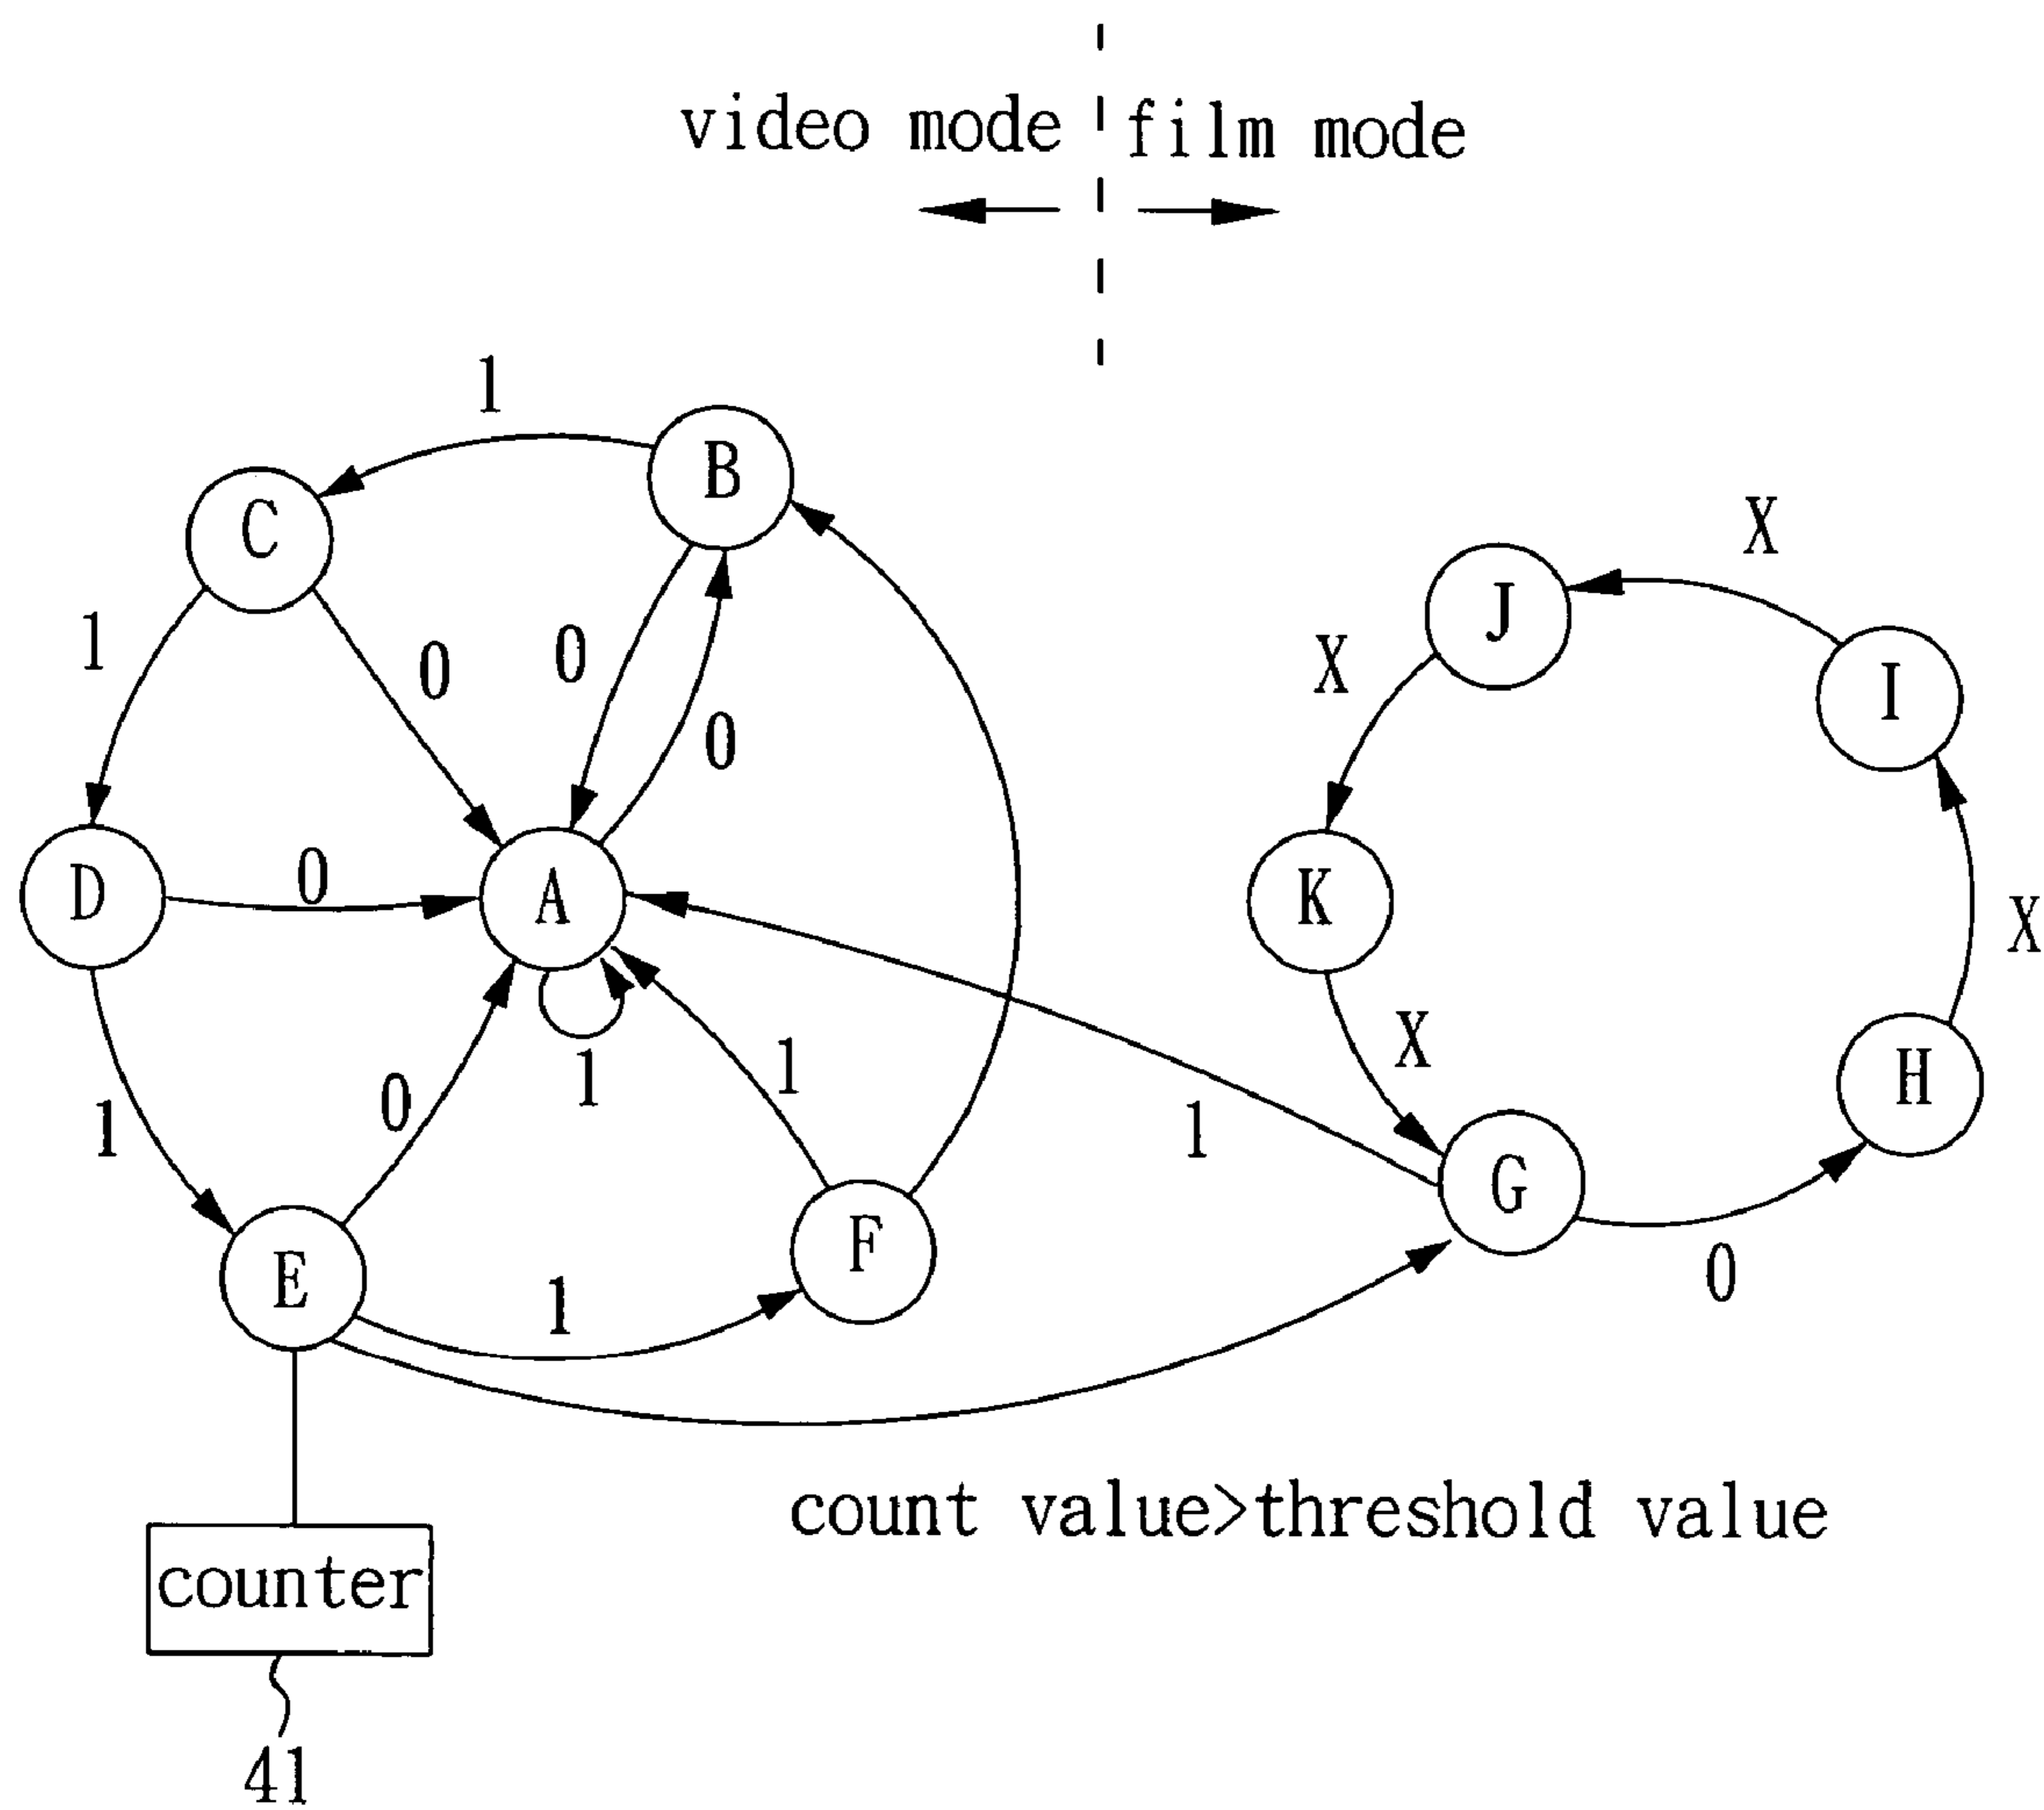 video mode film mode
1
B
C
X
J
1
0
0
X
I
0
D
0
A
K
X
X
1
1
0
1
1
H
G
F
E
1
0
count value>threshold value
counter
41